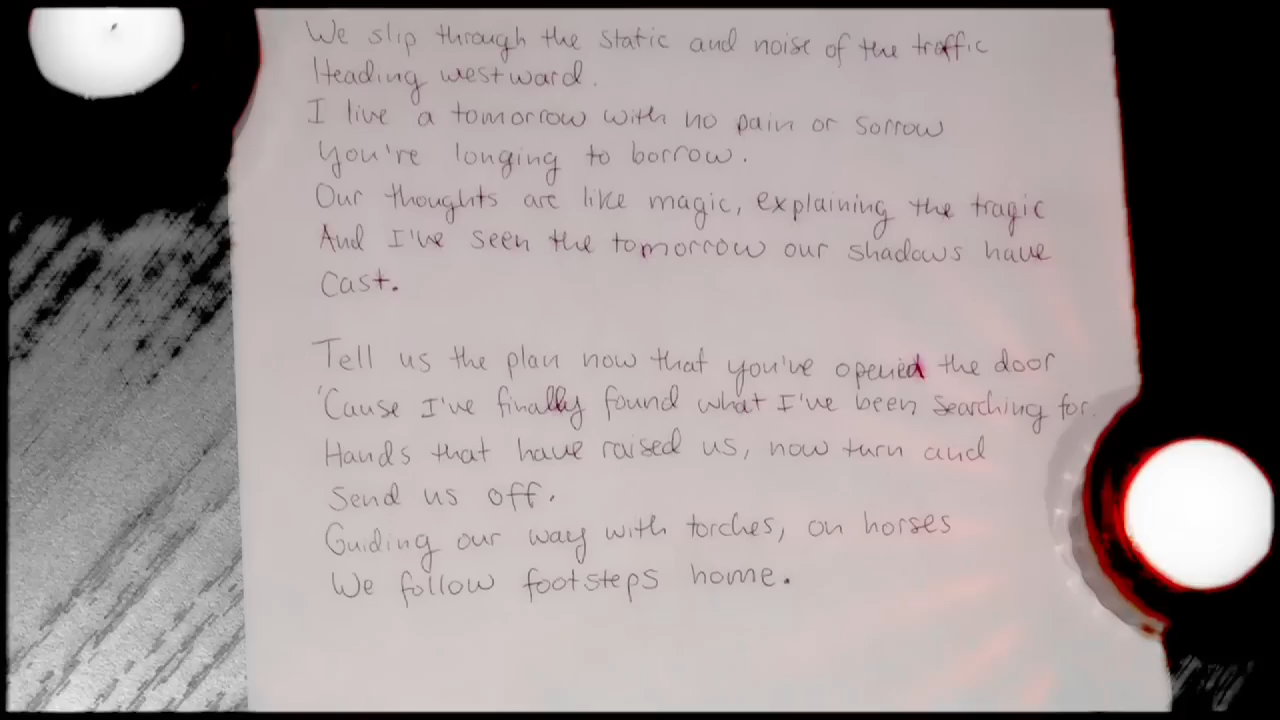 We slip through the static and noise of the traffic
Heading westward.
I live a tomorrow with no pain or sorrow
You're longing to borrow.
Our thoughts are like magic, explaining the tragic
And I've seen the tomorrow our shadows have
Cast.
Tell us the plan now that you've opened the door
'Cause I've finally found what I've been searching for.
Hands that have raised us, now turn and
Send us off.
Guiding our way with torches, on horses
We follow footsteps home.